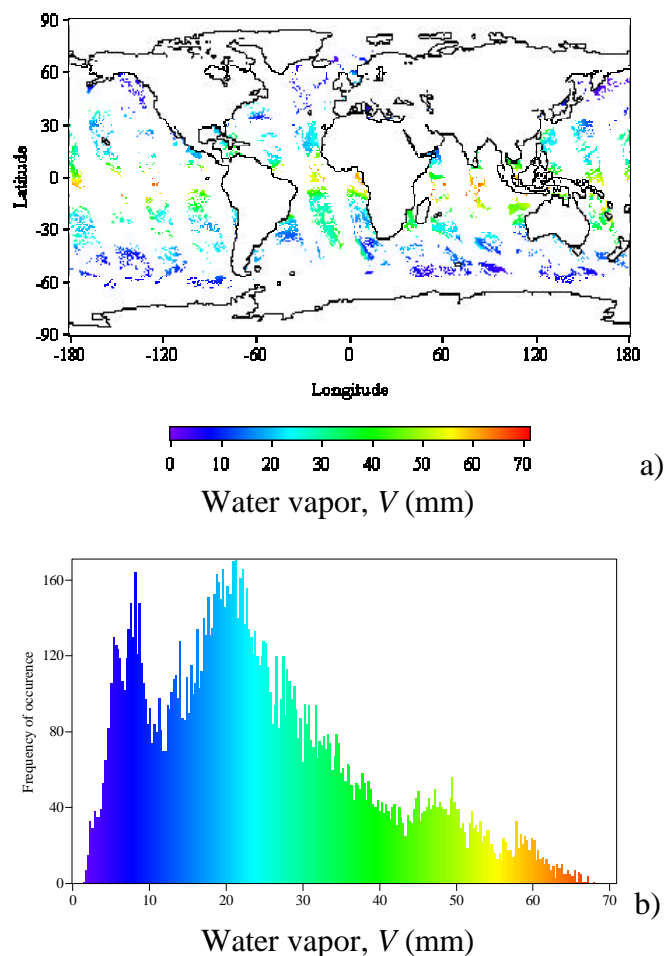 90
60
30
0
-30
-60
-90
Latitude
-180 -120 -60 0 60 120 180
Longitude
0 10 20 30 40 50 60 70
a)
Water vapor, V (mm)
160
120
80
40
0
Frequency of occurence
0 10 20 30 40 50 60 70
b)
Water vapor, V (mm)